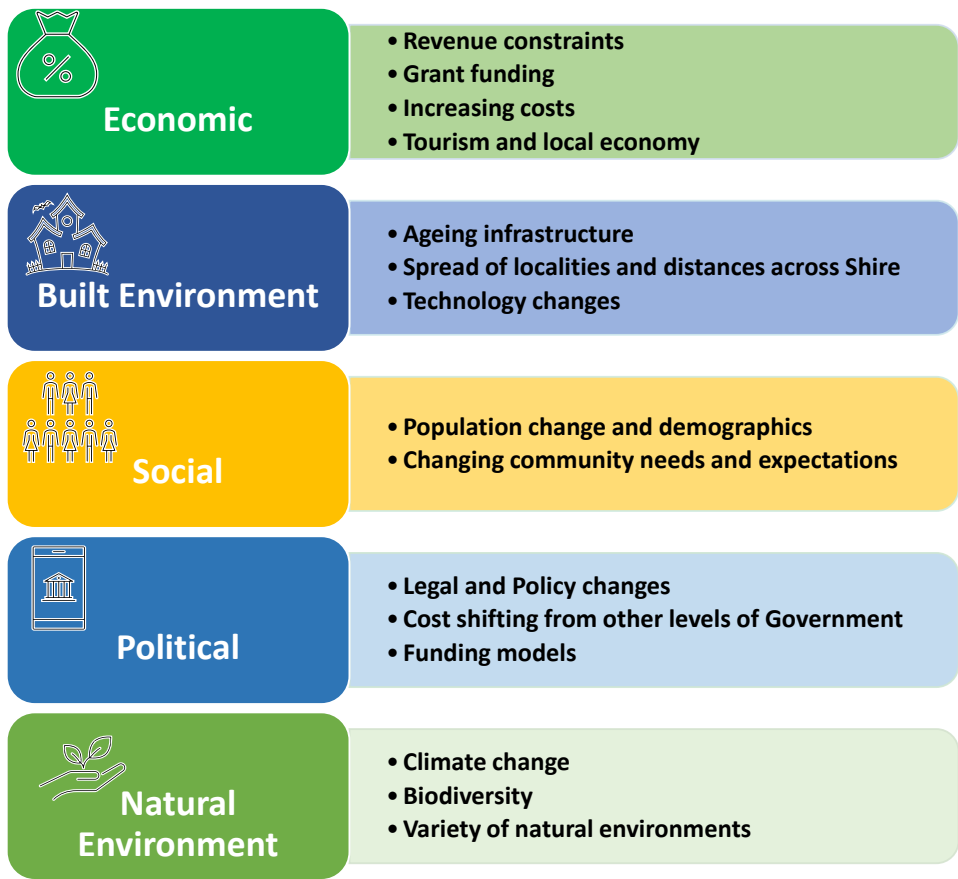 %
Economic
• Revenue constraints
• Grant funding
• Increasing costs
• Tourism and local economy
Built Environment
• Ageing infrastructure
• Spread of localities and distances across Shire
• Technology changes
Social
• Population change and demographics
• Changing community needs and expectations
Political
• Legal and Policy changes
• Cost shifting from other levels of Government
• Funding models
Natural
Environment
• Climate change
• Biodiversity
• Variety of natural environments